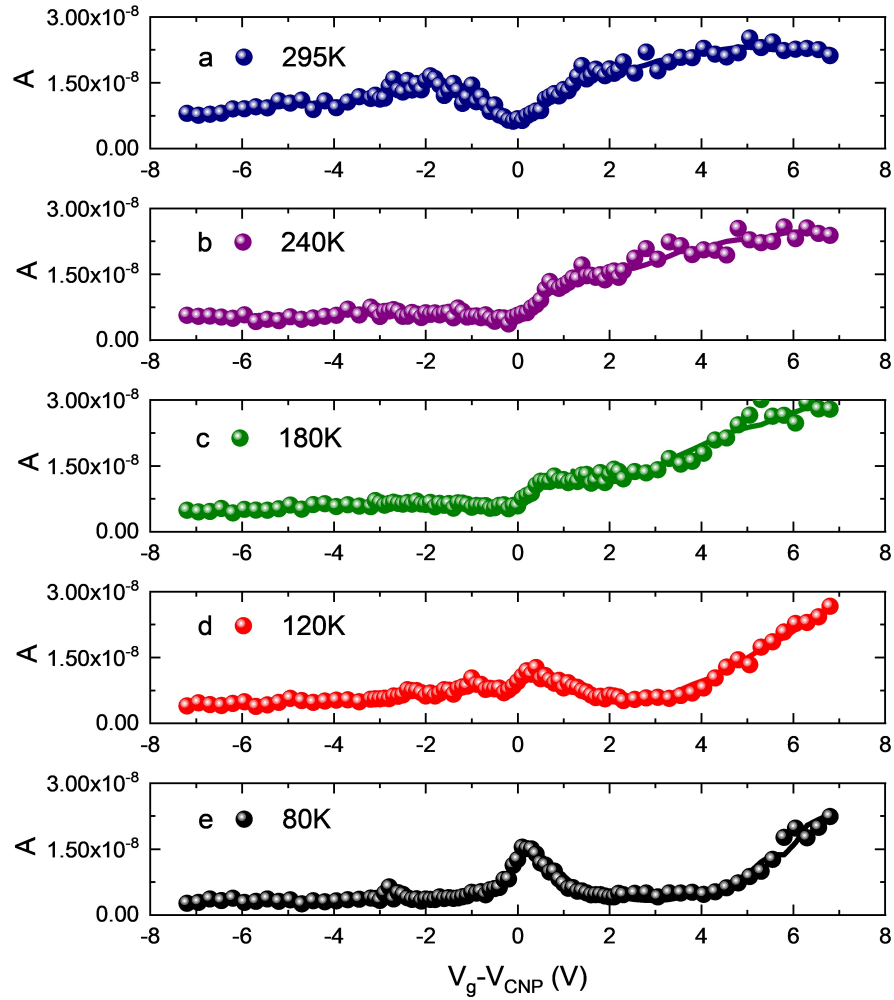 3.00x10⁻⁸
a 295K
A
1.50x10⁻⁸
0.00
-8 -6 -4 -2 0 2 4 6 8
3.00x10⁻⁸
b 240K
A
1.50x10⁻⁸
0.00
-8 -6 -4 -2 0 2 4 6 8
3.00x10⁻⁸
c 180K
A
1.50x10⁻⁸
0.00
-8 -6 -4 -2 0 2 4 6 8
3.00x10⁻⁸
d 120K
A
1.50x10⁻⁸
0.00
-8 -6 -4 -2 0 2 4 6 8
3.00x10⁻⁸
e 80K
A
1.50x10⁻⁸
0.00
-8 -6 -4 -2 0 2 4 6 8
V_g-V_CNP (V)